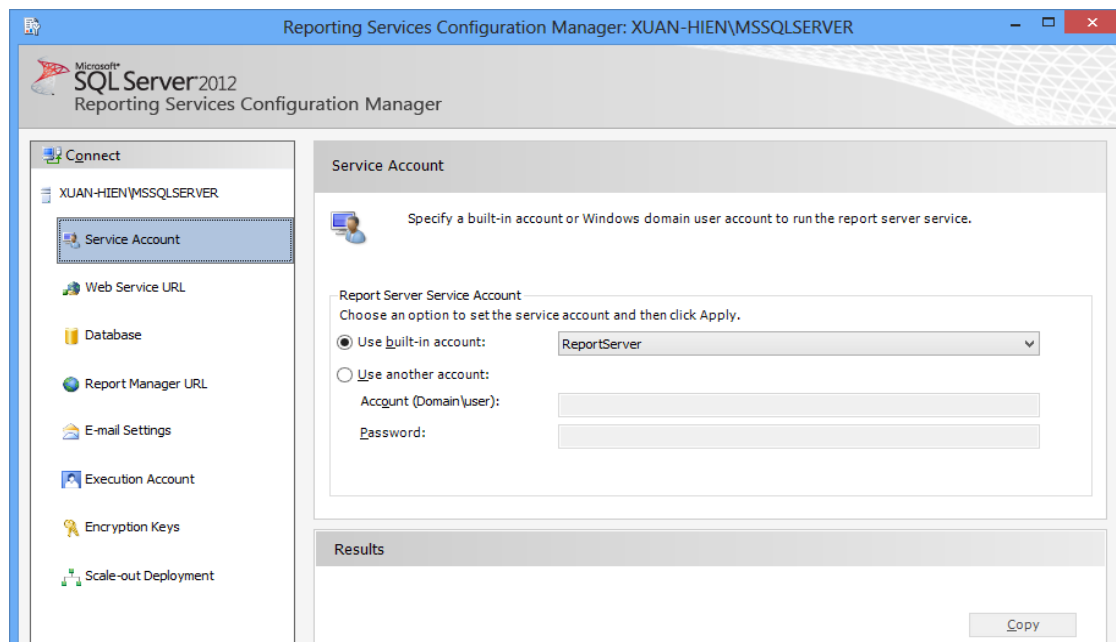 Reporting Services Configuration Manager: XUAN-HIEN\MSSQLSERVER
Microsoft®
SQL Server 2012
Reporting Services Configuration Manager
Connect
XUAN-HIEN\MSSQLSERVER
Service Account
Web Service URL
Database
Report Manager URL
E-mail Settings
Execution Account
Encryption Keys
Scale-out Deployment
Service Account
Specify a built-in account or Windows domain user account to run the report server service.
Report Server Service Account
Choose an option to set the service account and then click Apply.
Use built-in account: ReportServer
Use another account:
Account (Domain\user):
Password:
Results
Copy